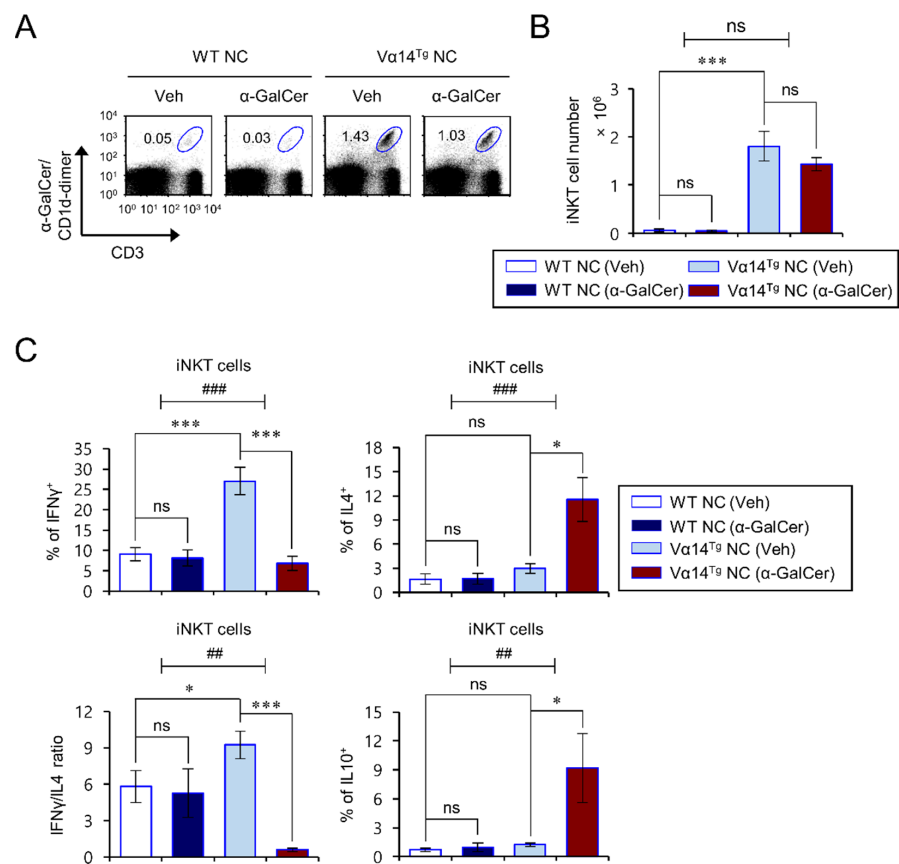 A
WT NC
Vα14Tg NC
Veh
α-GalCer
Veh
α-GalCer
10⁴
10³
10²
10¹
10⁰
0.05
0.03
1.43
1.03
10⁰ 10¹ 10² 10³ 10⁴
α-GalCer/
CD1d-dimer
CD3
B
ns
***
ns
ns
iNKT cell number
× 10⁶
3
2
1
0
WT NC (Veh)
Vα14Tg NC (Veh)
WT NC (α-GalCer)
Vα14Tg NC (α-GalCer)
C
iNKT cells
###
***
***
ns
% of IFNγ⁺
35
30
25
20
15
10
5
0
iNKT cells
###
ns
*
ns
% of IL4⁺
18
15
12
9
6
3
0
WT NC (Veh)
WT NC (α-GalCer)
Vα14Tg NC (Veh)
Vα14Tg NC (α-GalCer)
iNKT cells
##
*
***
ns
IFNγ/IL4 ratio
12
9
6
3
0
iNKT cells
##
ns
*
ns
% of IL10⁺
15
12
9
6
3
0